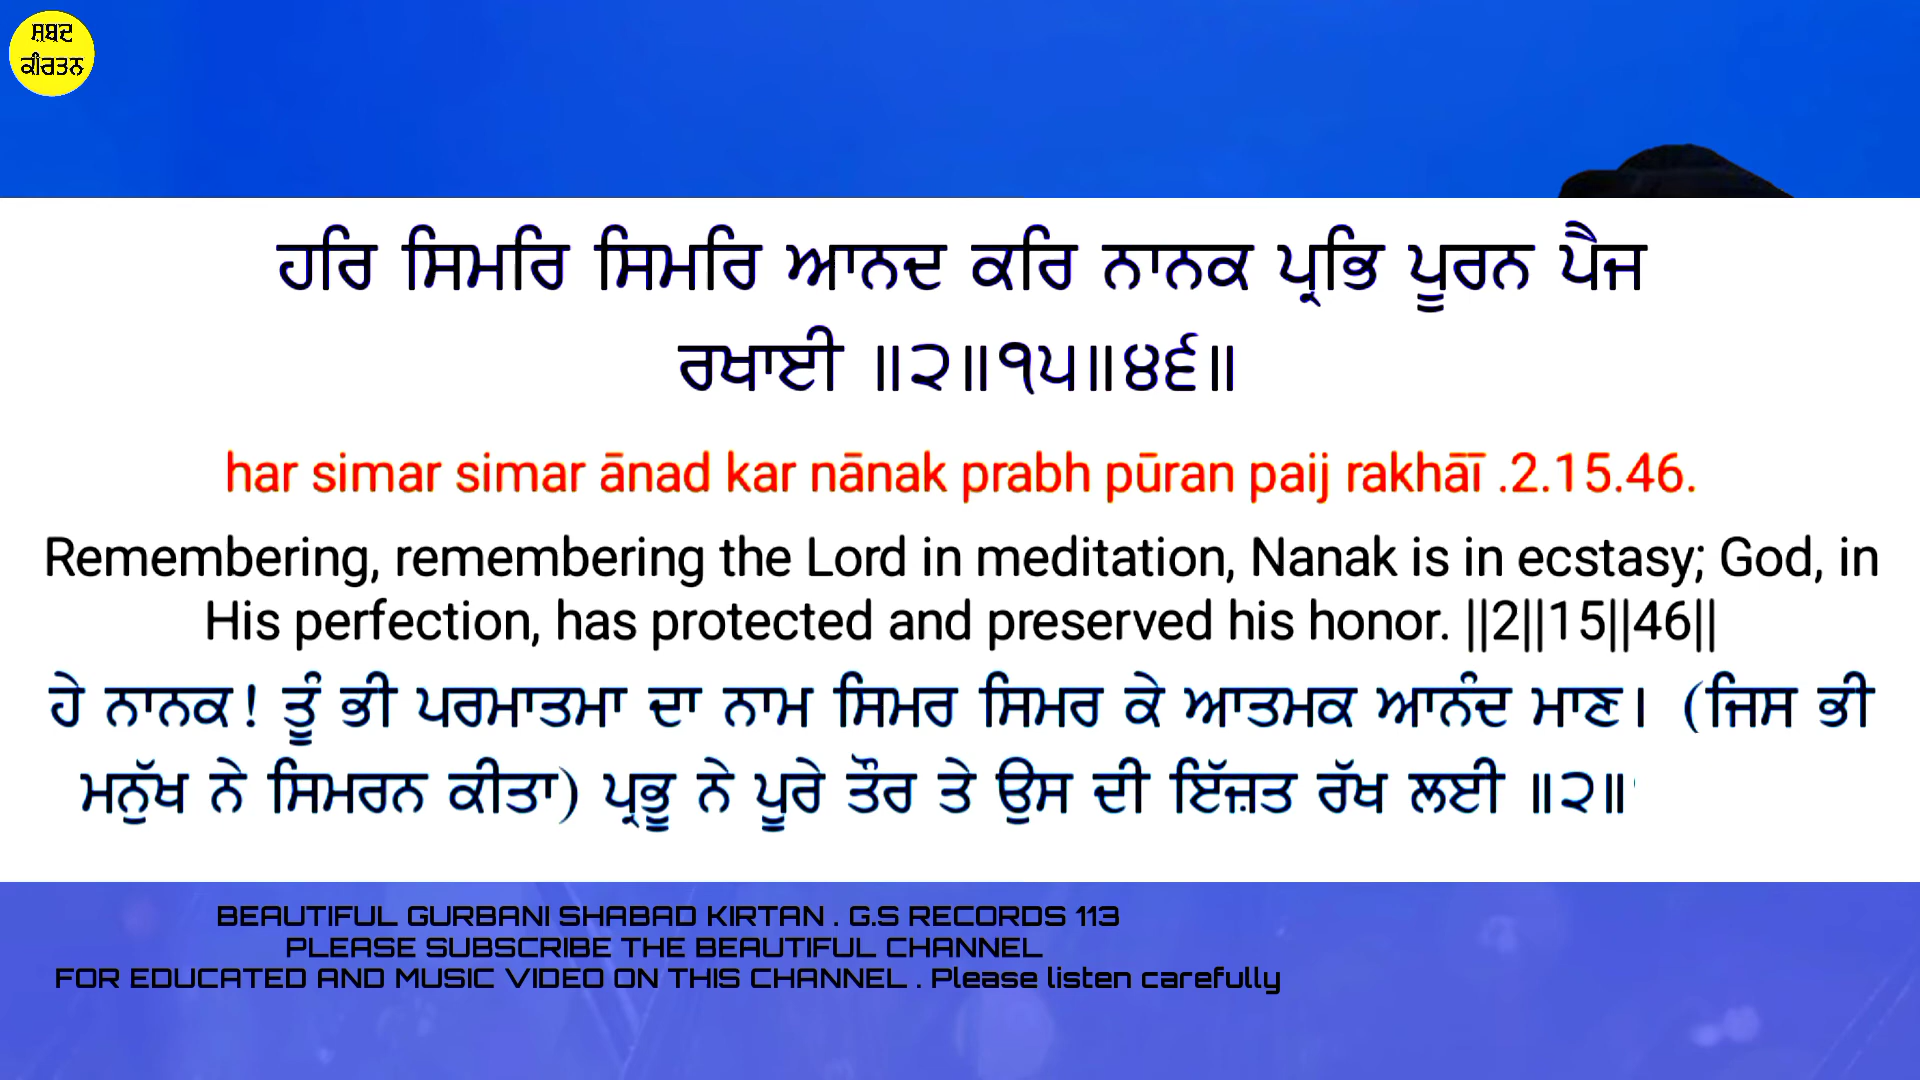 ਸ਼ਬਦ
ਕੀਰਤਨ
ਹਰਿ ਸਿਮਰਿ ਸਿਮਰਿ ਆਨਦ ਕਰਿ ਨਾਨਕ ਪ੍ਰਭਿ ਪੂਰਨ ਪੈਜ
ਰਖਾਈ ॥੨॥੧੫॥੪੬॥
har simar simar ānad kar nānak prabh pūran paij rakhāī .2.15.46.
Remembering, remembering the Lord in meditation, Nanak is in ecstasy; God, in
His perfection, has protected and preserved his honor. ||2||15||46||
ਹੇ ਨਾਨਕ! ਤੂੰ ਭੀ ਪਰਮਾਤਮਾ ਦਾ ਨਾਮ ਸਿਮਰ ਸਿਮਰ ਕੇ ਆਤਮਕ ਆਨੰਦ ਮਾਣ। (ਜਿਸ ਭੀ
ਮਨੁੱਖ ਨੇ ਸਿਮਰਨ ਕੀਤਾ) ਪ੍ਰਭੂ ਨੇ ਪੂਰੇ ਤੌਰ ਤੇ ਉਸ ਦੀ ਇੱਜ਼ਤ ਰੱਖ ਲਈ ॥੨॥
BEAUTIFUL GURBANI SHABAD KIRTAN . G.S RECORDS 113
PLEASE SUBSCRIBE THE BEAUTIFUL CHANNEL
FOR EDUCATED AND MUSIC VIDEO ON THIS CHANNEL . Please listen carefully